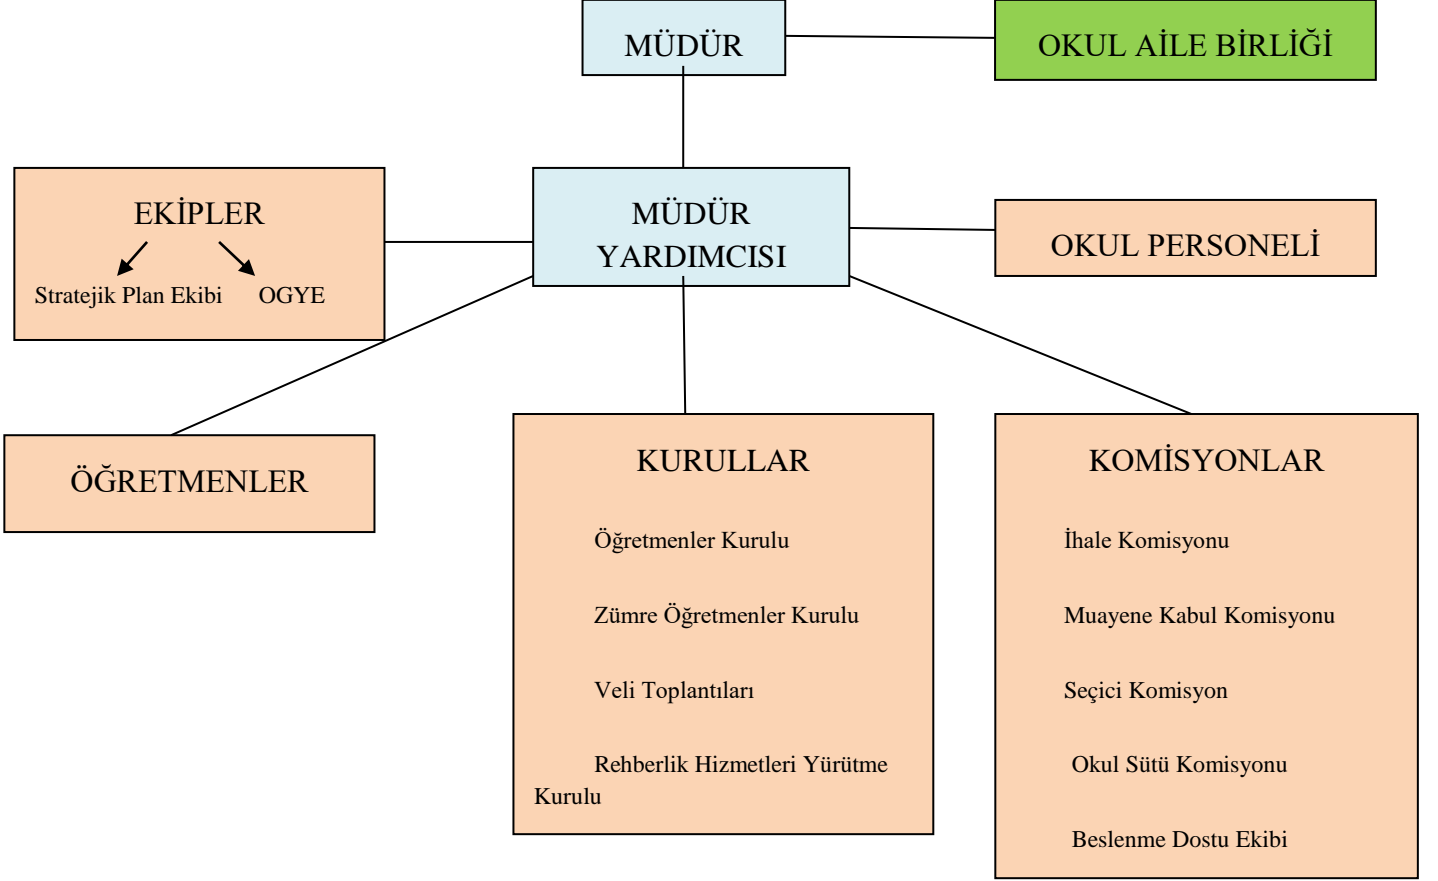 MÜDÜR
OKUL AİLE BİRLİĞİ
EKİPLER
Stratejik Plan Ekibi OGYE
MÜDÜR
YARDIMCISI
OKUL PERSONELİ
ÖĞRETMENLER
KURULLAR
Öğretmenler Kurulu
Zümre Öğretmenler Kurulu
Veli Toplantıları
Rehberlik Hizmetleri Yürütme
Kurulu
KOMİSYONLAR
İhale Komisyonu
Muayene Kabul Komisyonu
Seçici Komisyon
Okul Sütü Komisyonu
Beslenme Dostu Ekibi